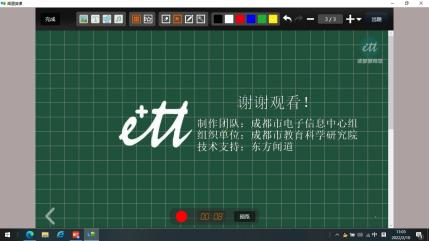 完成
3 / 3
ett
谢谢观看！
制作团队：成都市电子信息中心组
组织单位：成都市教育科学研究院
技术支持：东方闻道
00:08
11:03